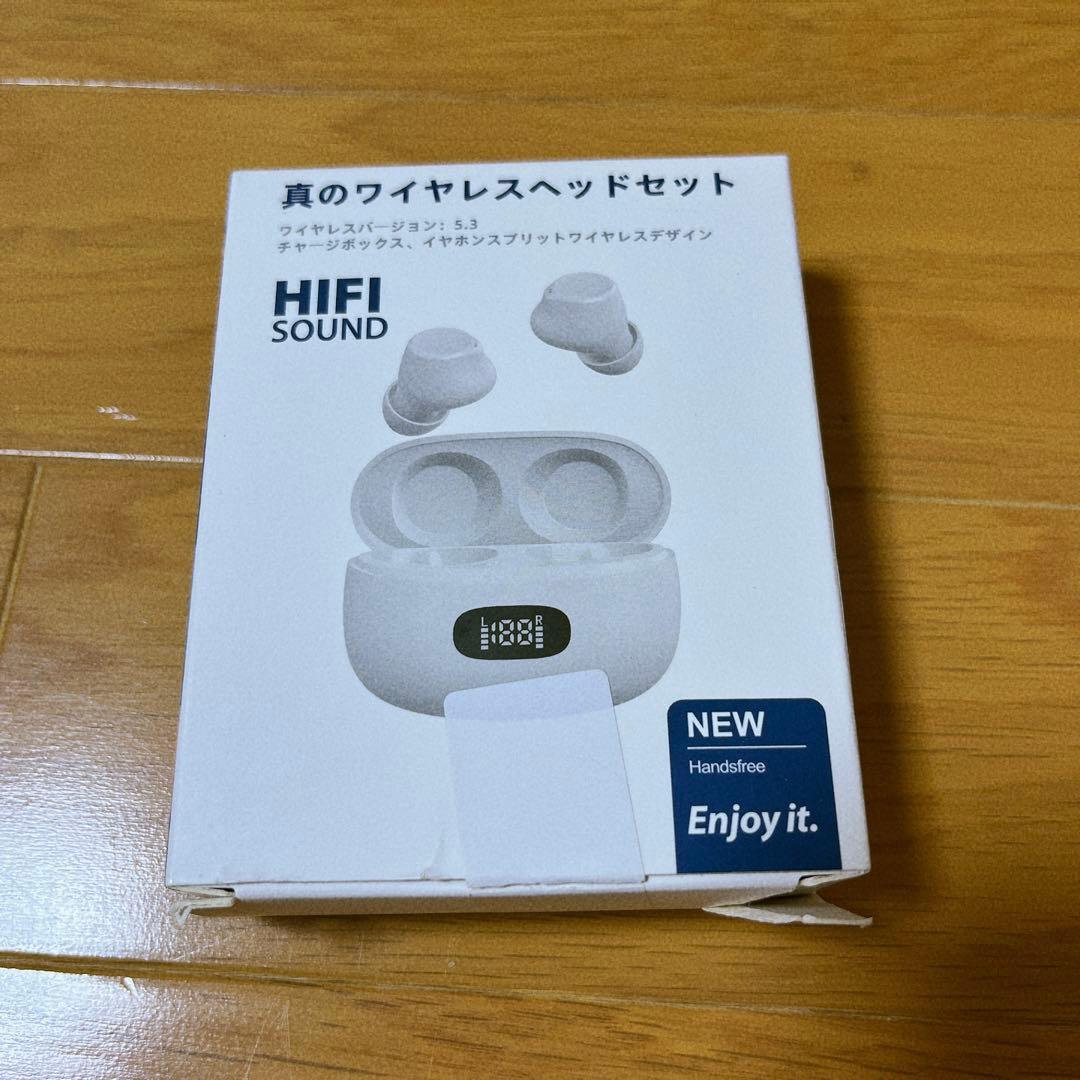 真のワイヤレスヘッドセット
ワイヤレスバージョン：5.3
チャージボックス、イヤホンスプリットワイヤレスデザイン
HIFI
SOUND
L 188 R
NEW
Handsfree
Enjoy it.